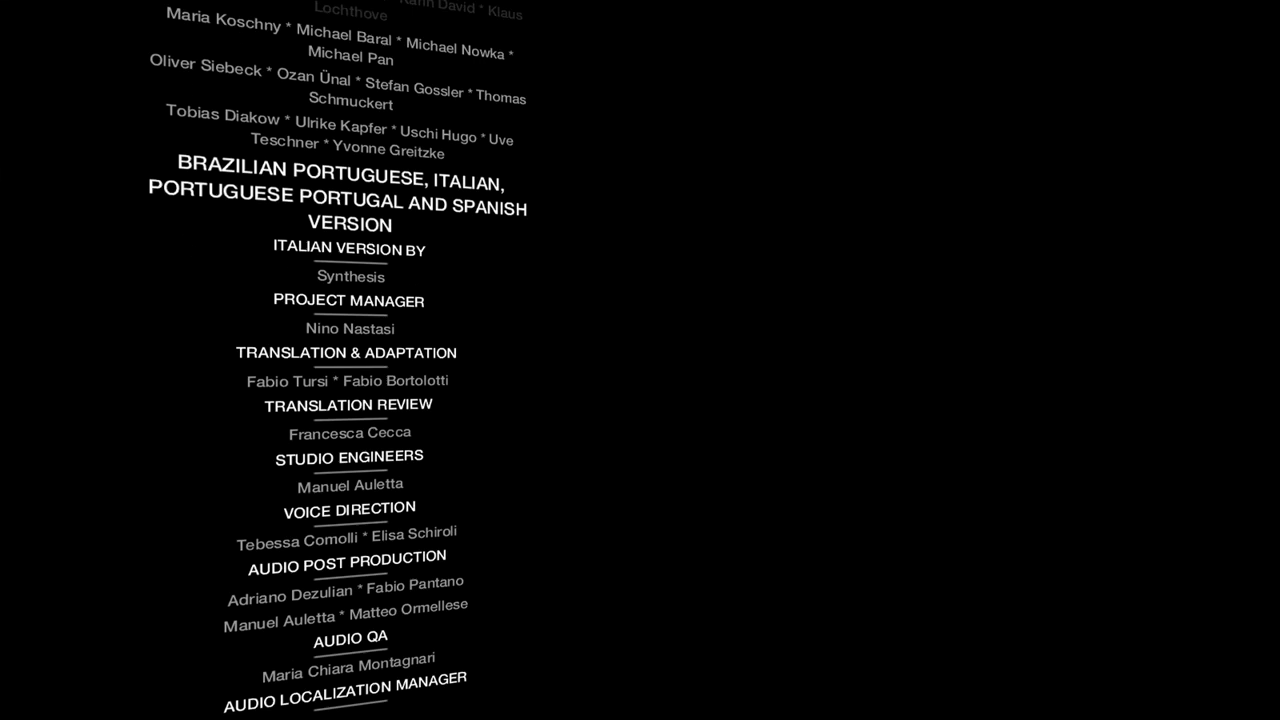 Karin David * Klaus
Lochthove
Maria Koschny * Michael Baral * Michael Nowka *
Michael Pan
Oliver Siebeck * Ozan Ünal * Stefan Gossler * Thomas
Schmuckert
Tobias Diakow * Ulrike Kapfer * Uschi Hugo * Uve
Teschner * Yvonne Greitzke
BRAZILIAN PORTUGUESE, ITALIAN,
PORTUGUESE PORTUGAL AND SPANISH
VERSION
ITALIAN VERSION BY
Synthesis
PROJECT MANAGER
Nino Nastasi
TRANSLATION & ADAPTATION
Fabio Tursi * Fabio Bortolotti
TRANSLATION REVIEW
Francesca Cecca
STUDIO ENGINEERS
Manuel Auletta
VOICE DIRECTION
Tebessa Comolli * Elisa Schiroli
AUDIO POST PRODUCTION
Adriano Dezulian * Fabio Pantano
Manuel Auletta * Matteo Ormellese
AUDIO QA
Maria Chiara Montagnari
AUDIO LOCALIZATION MANAGER